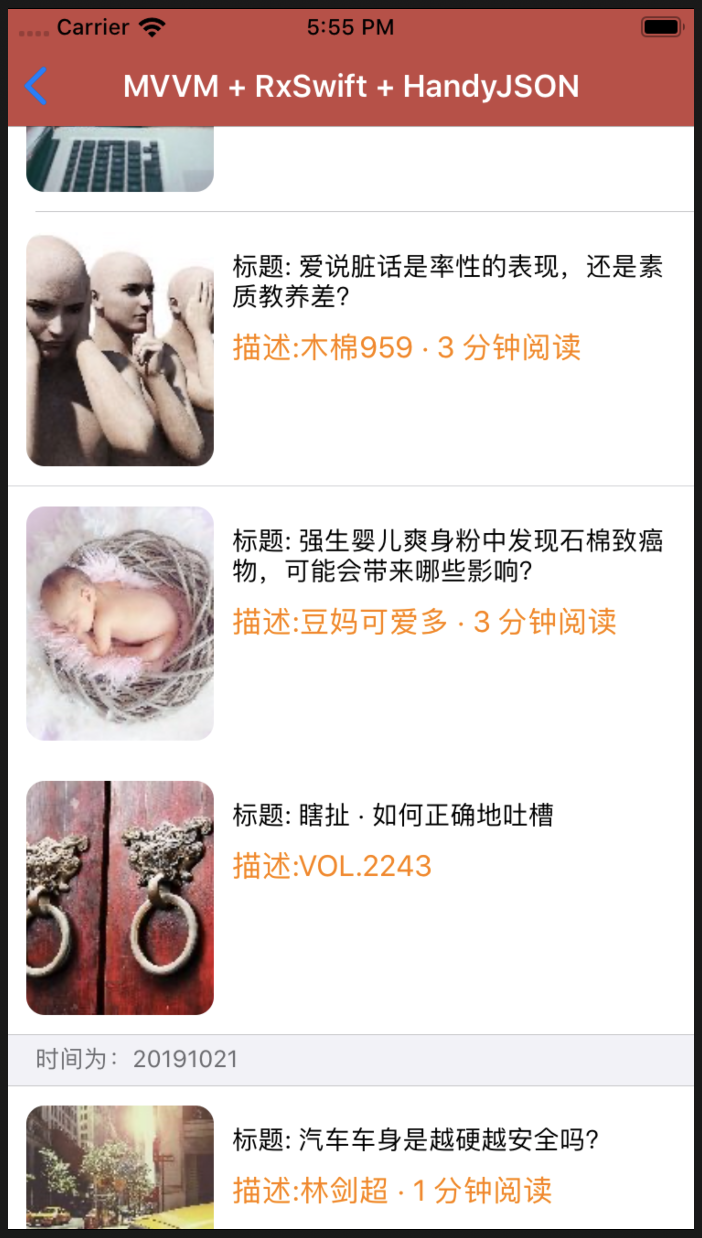 Carrier 5:55 PM
MVVM + RxSwift + HandyJSON
标题: 爱说脏话是率性的表现，还是素
质教养差?
描述:木棉959 · 3 分钟阅读
标题: 强生婴儿爽身粉中发现石棉致癌
物，可能会带来哪些影响?
描述:豆妈可爱多 · 3 分钟阅读
标题: 瞎扯 · 如何正确地吐槽
描述:VOL.2243
时间为：20191021
标题: 汽车车身是越硬越安全吗?
描述:林剑超 · 1 分钟阅读